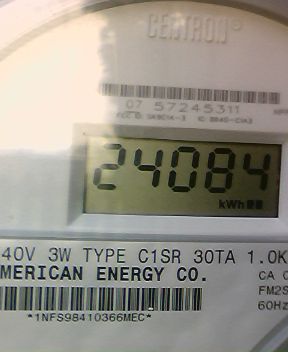 CENTRON®
07 57245311
24084
kWh
40V 3W TYPE C1SR 30TA 1.0K
MERICAN ENERGY CO.
CA
FM2S
60Hz
*1NFS98410366MEC*